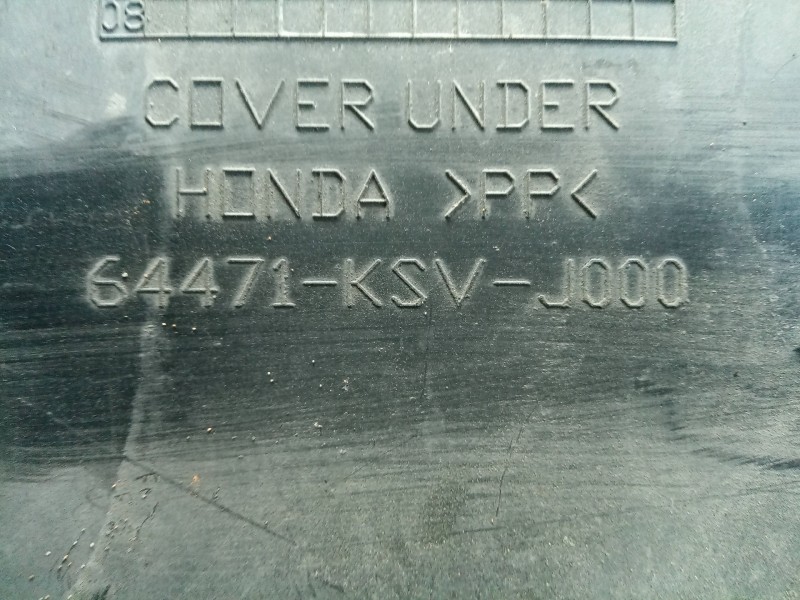 08
COVER UNDER
HONDA >PP<
64471-KSV-J000